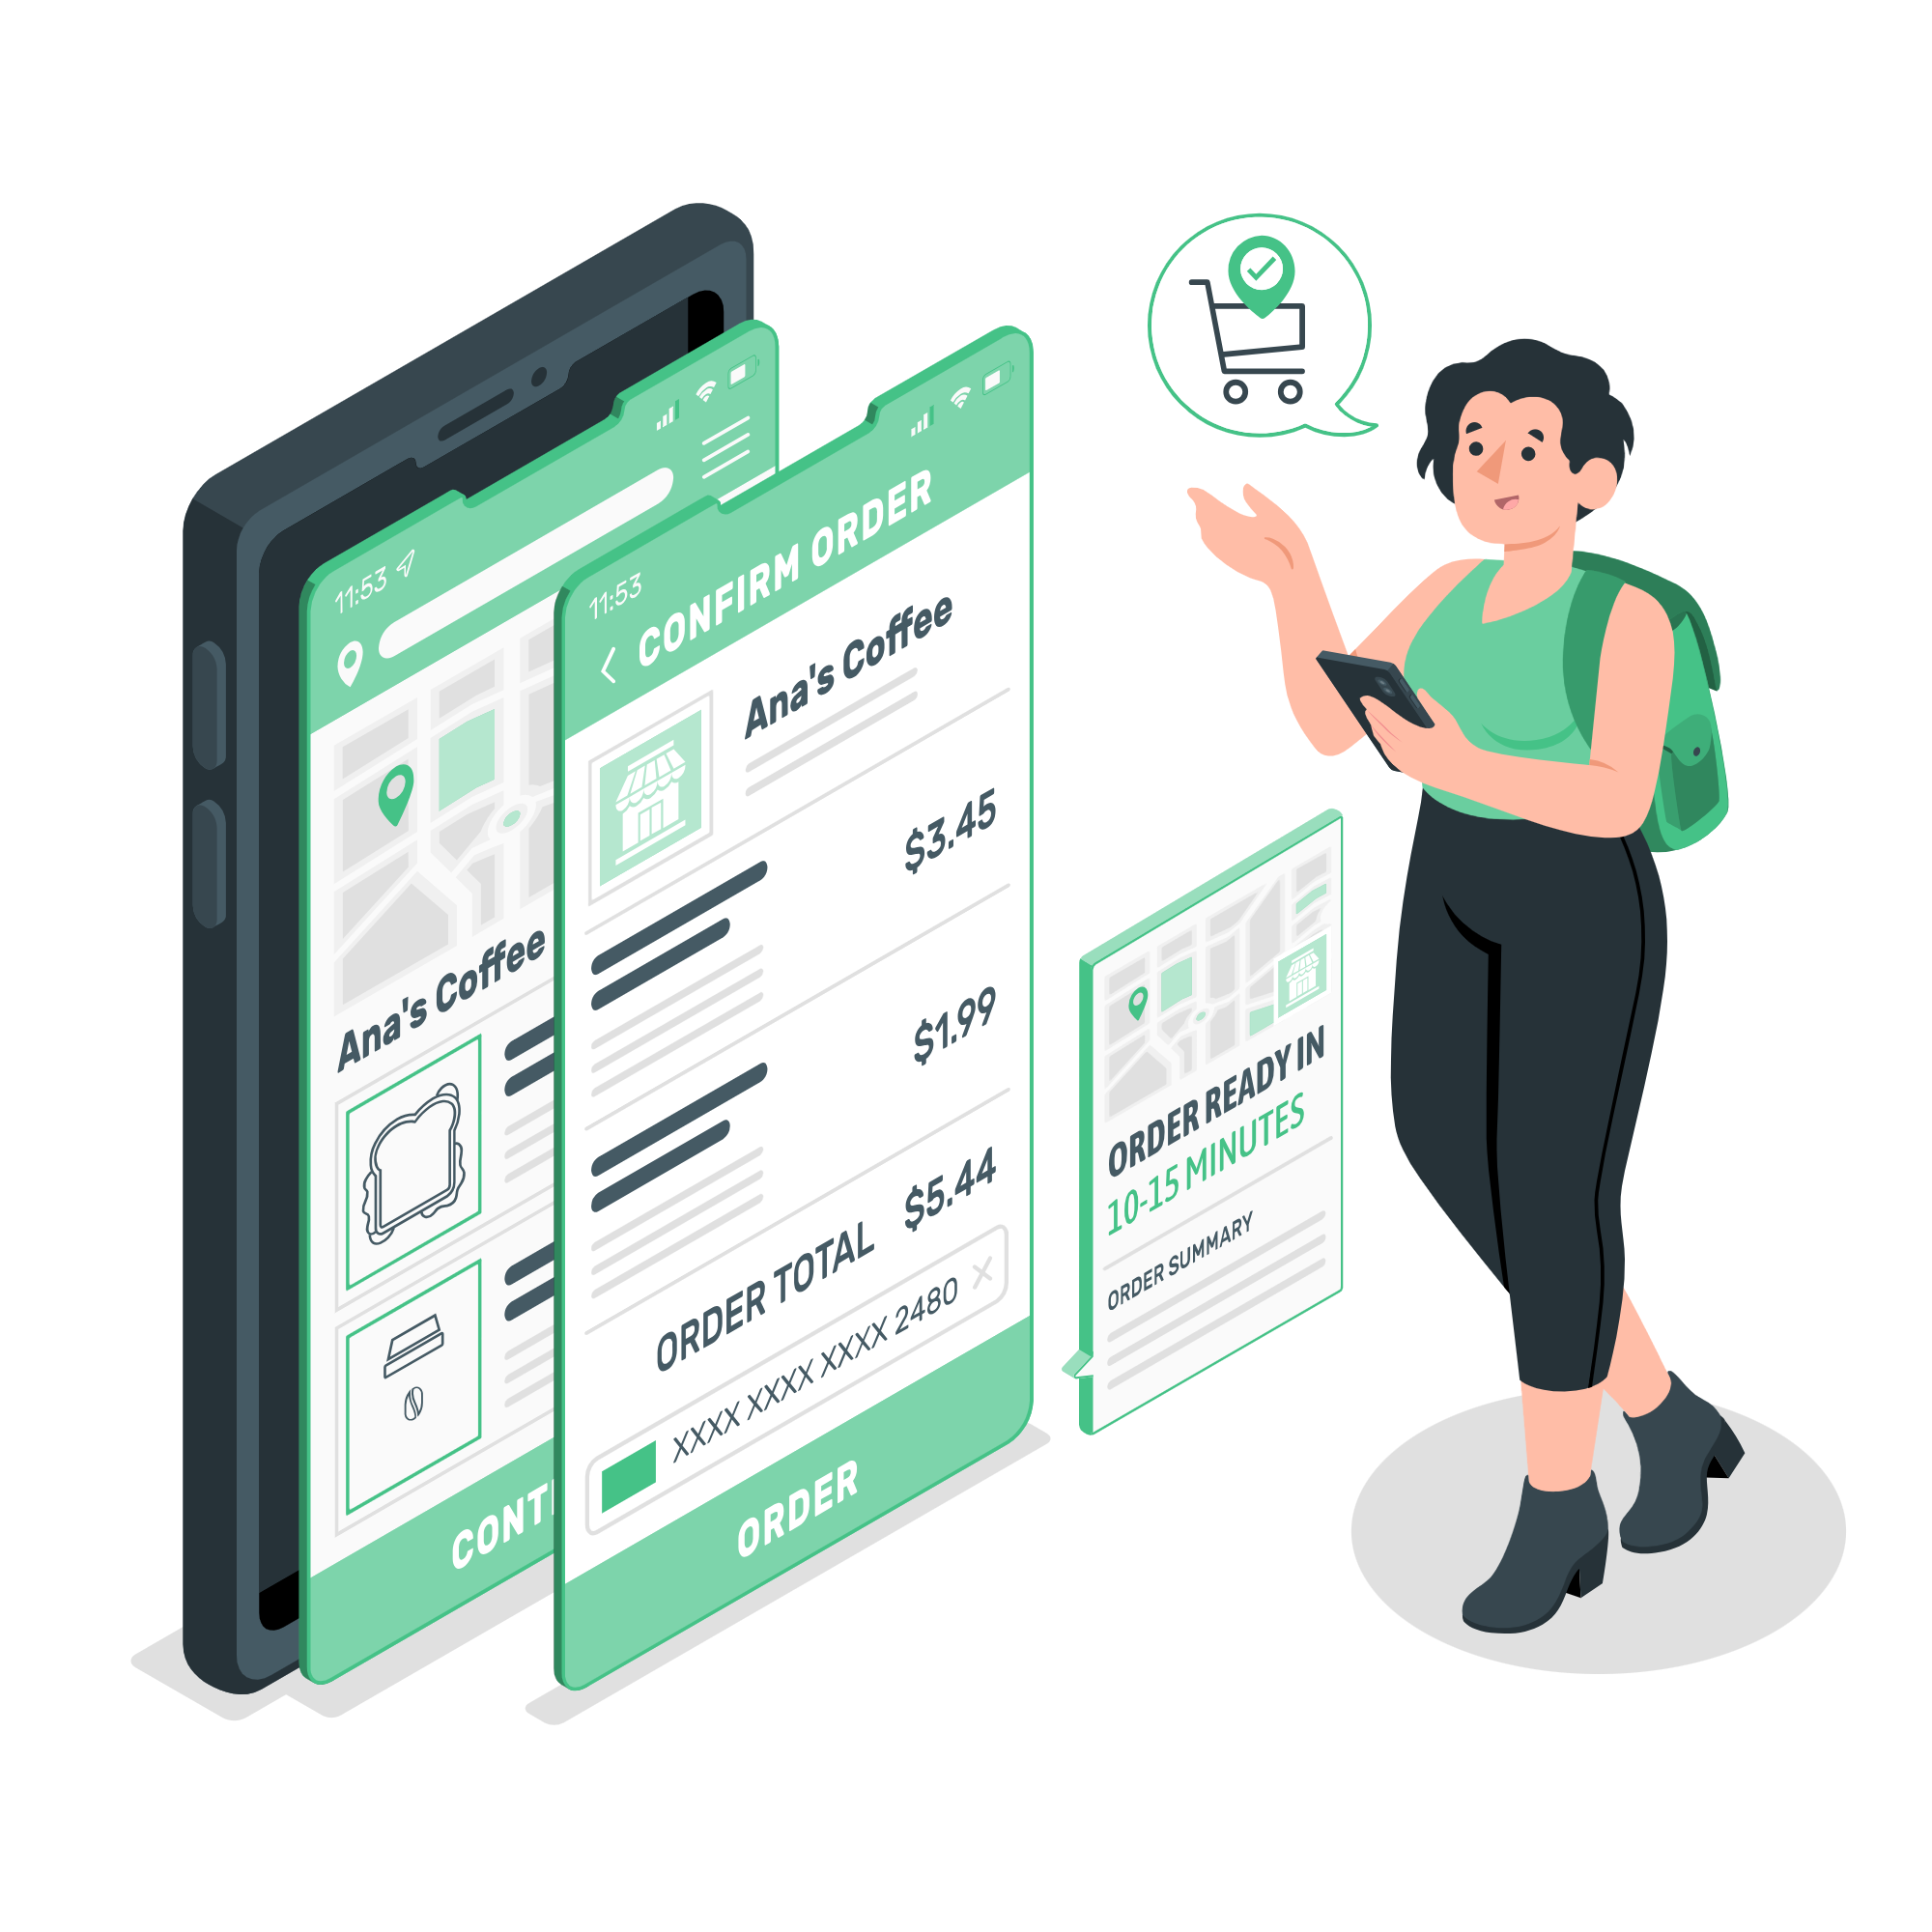 11:53
Ana's Coffee
CONTI
11:53
CONFIRM ORDER
Ana's Coffee
$3.45
$1.99
ORDER TOTAL $5.44
XXXX XXXX XXXX 2480
ORDER
ORDER READY IN
10-15 MINUTES
ORDER SUMMARY